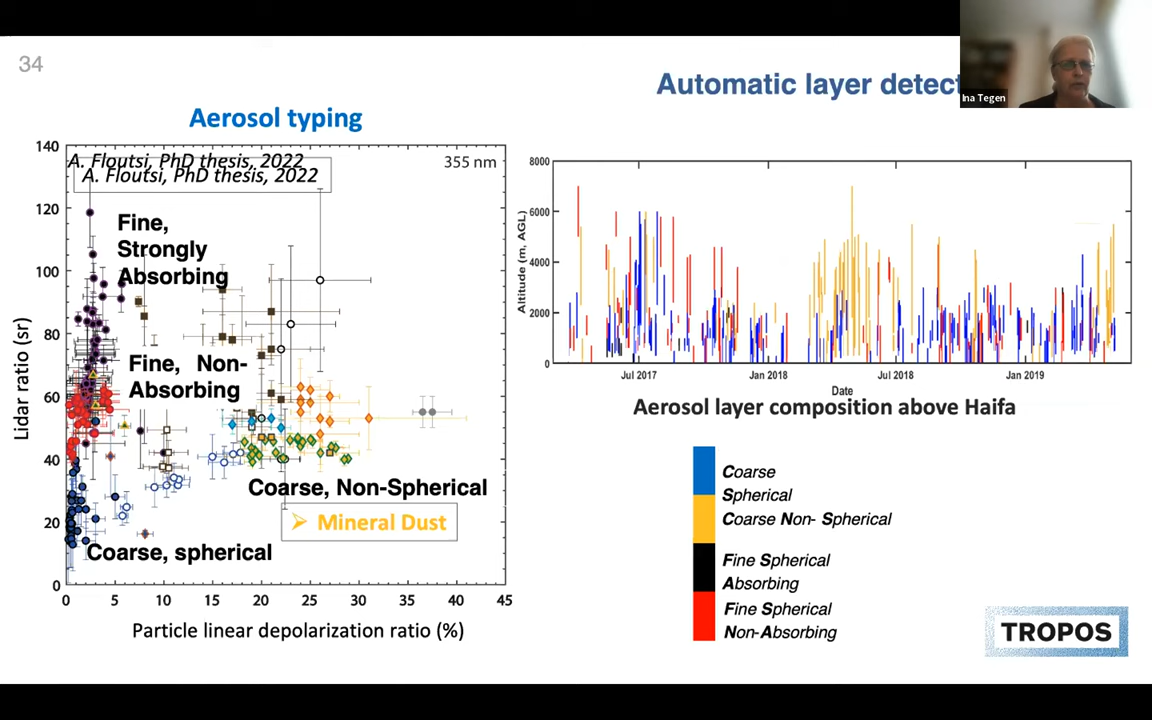 34
Automatic layer detect
Ina Tegen
Aerosol typing
140
120
100
80
60
40
20
0
Lidar ratio (sr)
A. Floutsi, PhD thesis, 2022
A. Floutsi, PhD thesis, 2022
355 nm
Fine,
Strongly
Absorbing
Fine, Non-
Absorbing
Coarse, Non-Spherical
➢ Mineral Dust
Coarse, spherical
0 5 10 15 20 25 30 35 40 45
Particle linear depolarization ratio (%)
8000
6000
4000
2000
0
Altitude (m, AGL)
Jul 2017 Jan 2018 Jul 2018 Jan 2019
Date
Aerosol layer composition above Haifa
Coarse
Spherical
Coarse Non- Spherical
Fine Spherical
Absorbing
Fine Spherical
Non-Absorbing
TROPOS